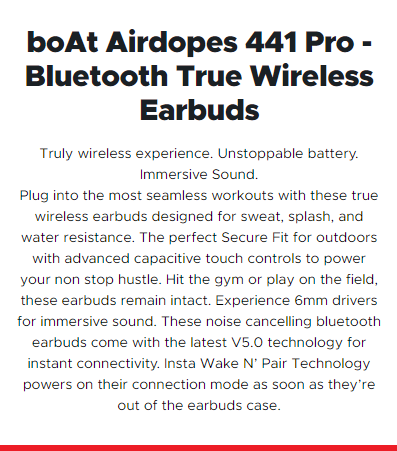 boAt Airdopes 441 Pro -
Bluetooth True Wireless
Earbuds
Truly wireless experience. Unstoppable battery.
Immersive Sound.
Plug into the most seamless workouts with these true
wireless earbuds designed for sweat, splash, and
water resistance. The perfect Secure Fit for outdoors
with advanced capacitive touch controls to power
your non stop hustle. Hit the gym or play on the field,
these earbuds remain intact. Experience 6mm drivers
for immersive sound. These noise cancelling bluetooth
earbuds come with the latest V5.0 technology for
instant connectivity. Insta Wake N’ Pair Technology
powers on their connection mode as soon as they’re
out of the earbuds case.